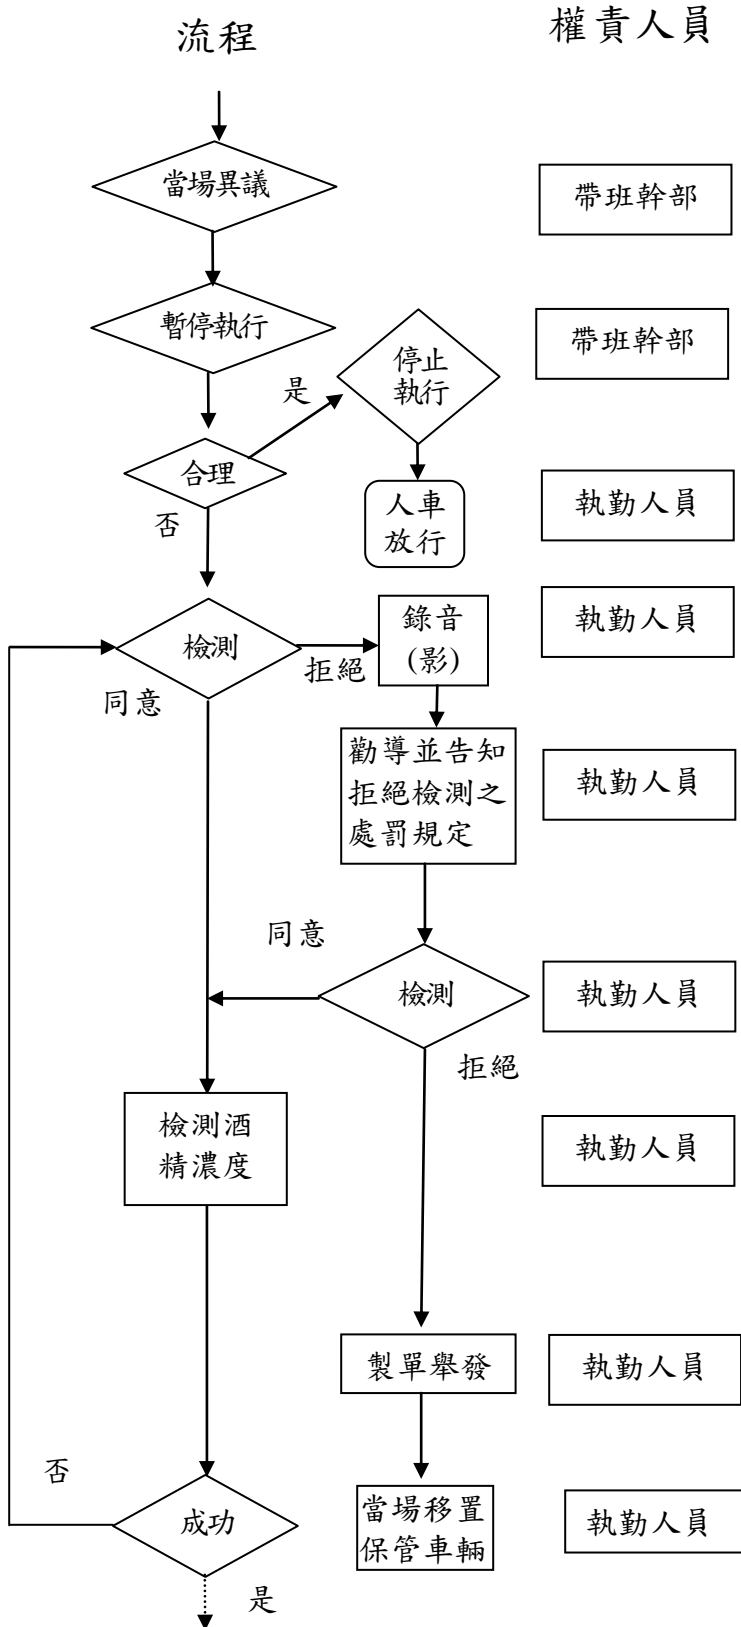 流程
權責人員
當場異議
帶班幹部
暫停執行
帶班幹部
停止
執行
是
合理
執勤人員
人車
放行
否
檢測
執勤人員
錄音
(影)
拒絕
同意
勸導並告知
拒絕檢測之
處罰規定
執勤人員
同意
檢測
執勤人員
拒絕
檢測酒
精濃度
執勤人員
製單舉發
執勤人員
否
成功
當場移置
保管車輛
執勤人員
是